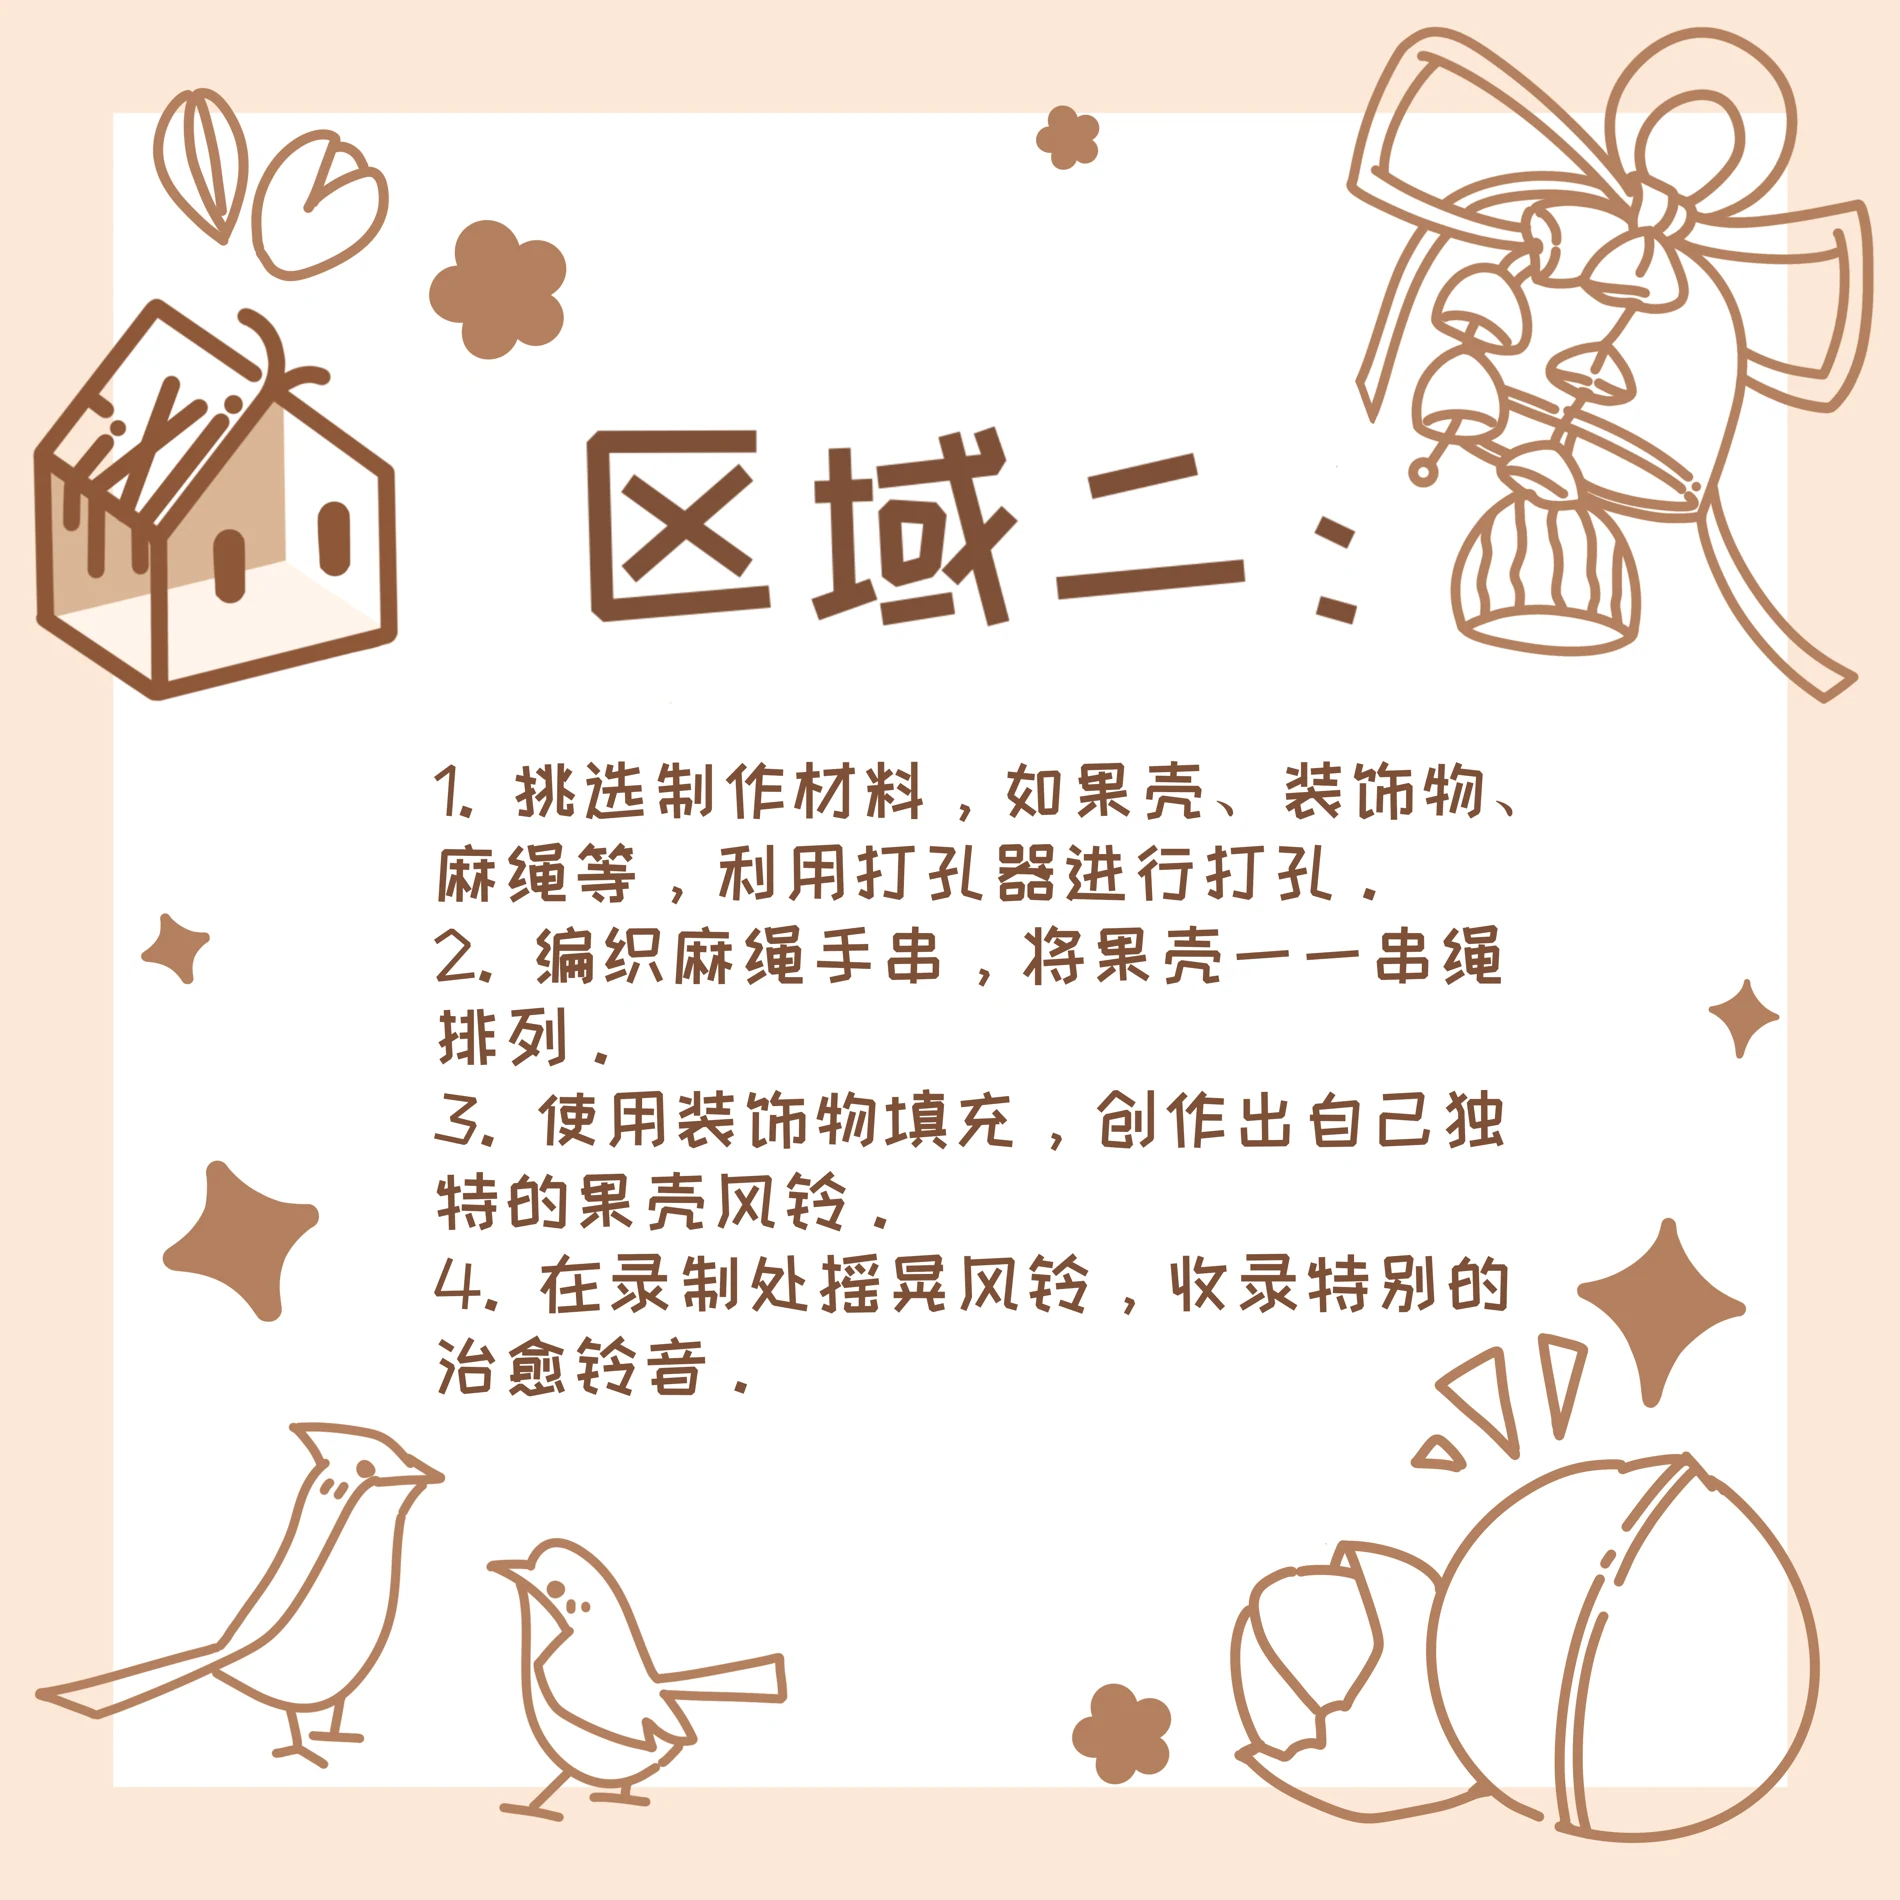 区域二：
1. 挑选制作材料，如果壳、装饰物、
麻绳等，利用打孔器进行打孔.
2. 编织麻绳手串，将果壳一一串绳
排列.
3. 使用装饰物填充，创作出自己独
特的果壳风铃.
4. 在录制处摇晃风铃，收录特别的
治愈铃音.